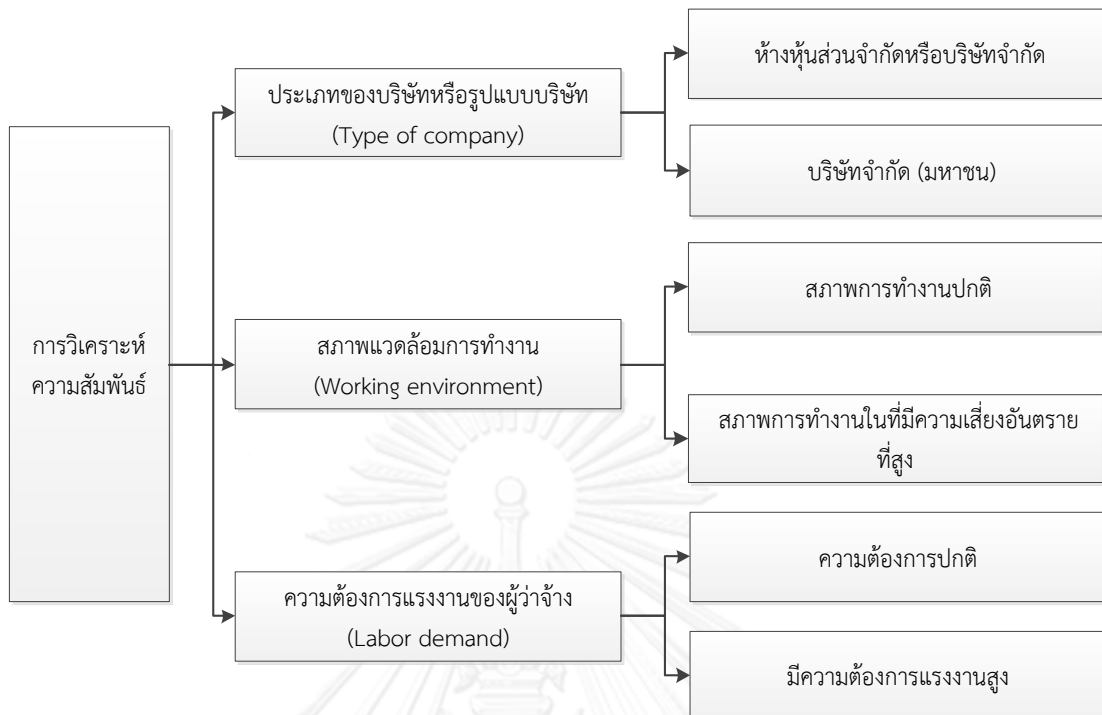 การวิเคราะห์
ความสัมพันธ์
ประเภทของบริษัทหรือรูปแบบบริษัท
(Type of company)
ห้างหุ้นส่วนจำกัดหรือบริษัทจำกัด
บริษัทจำกัด (มหาชน)
สภาพแวดล้อมการทำงาน
(Working environment)
สภาพการทำงานปกติ
สภาพการทำงานในที่มีความเสี่ยงอันตราย
ที่สูง
ความต้องการแรงงานของผู้ว่าจ้าง
(Labor demand)
ความต้องการปกติ
มีความต้องการแรงงานสูง